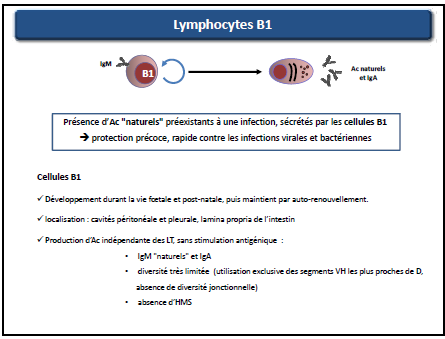 Lymphocytes B1
IgM
B1
Ac naturels
et IgA
Présence d'Ac "naturels" préexistants à une infection, sécrétés par les cellules B1
➔ protection précoce, rapide contre les infections virales et bactériennes
Cellules B1
✓Développement durant la vie fœtale et post-natale, puis maintient par auto-renouvellement.
✓localisation : cavités péritonéale et pleurale, lamina propria de l'intestin
✓Production d'Ac indépendante des LT, sans stimulation antigénique :
• IgM "naturels" et IgA
• diversité très limitée (utilisation exclusive des segments VH les plus proches de D,
absence de diversité jonctionnelle)
• absence d'HMS